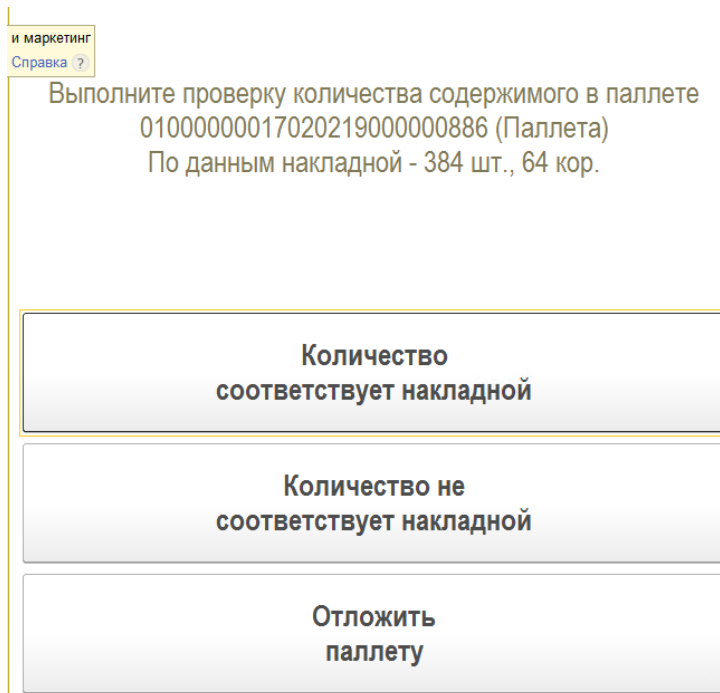 и маркетинг
Справка ?
Выполните проверку количества содержимого в паллете
01000000017020219000000886 (Паллета)
По данным накладной - 384 шт., 64 кор.
Количество
соответствует накладной
Количество не
соответствует накладной
Отложить
паллету